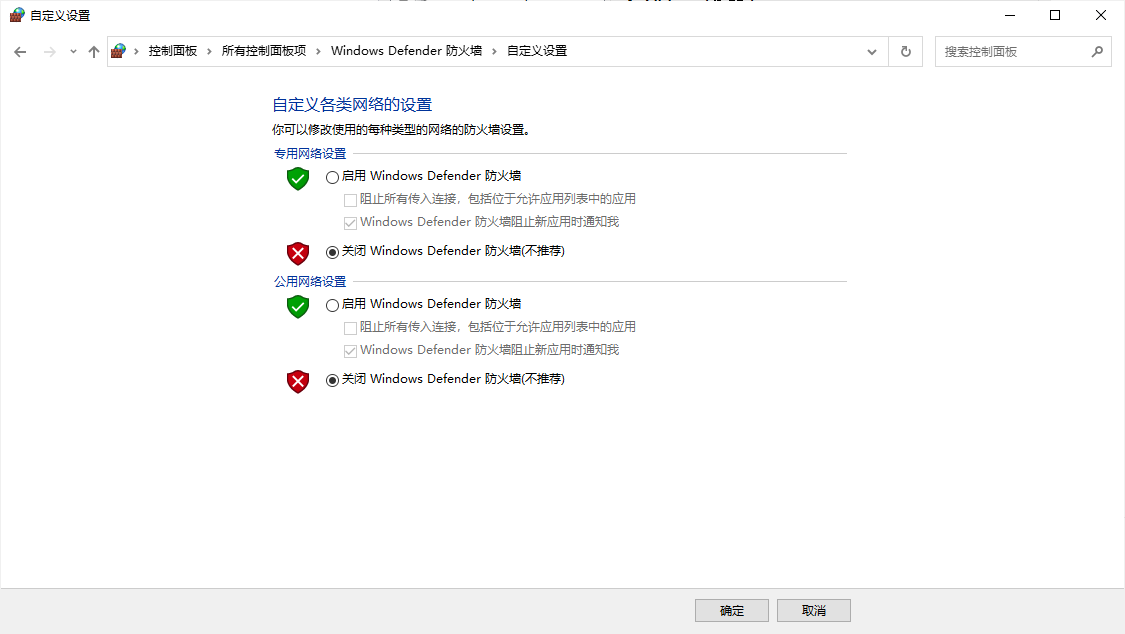 自定义设置
控制面板 › 所有控制面板项 › Windows Defender 防火墙 › 自定义设置
搜索控制面板
自定义各类网络的设置
你可以修改使用的每种类型的网络的防火墙设置。
专用网络设置
启用 Windows Defender 防火墙
阻止所有传入连接，包括位于允许应用列表中的应用
Windows Defender 防火墙阻止新应用时通知我
关闭 Windows Defender 防火墙(不推荐)
公用网络设置
启用 Windows Defender 防火墙
阻止所有传入连接，包括位于允许应用列表中的应用
Windows Defender 防火墙阻止新应用时通知我
关闭 Windows Defender 防火墙(不推荐)
确定
取消